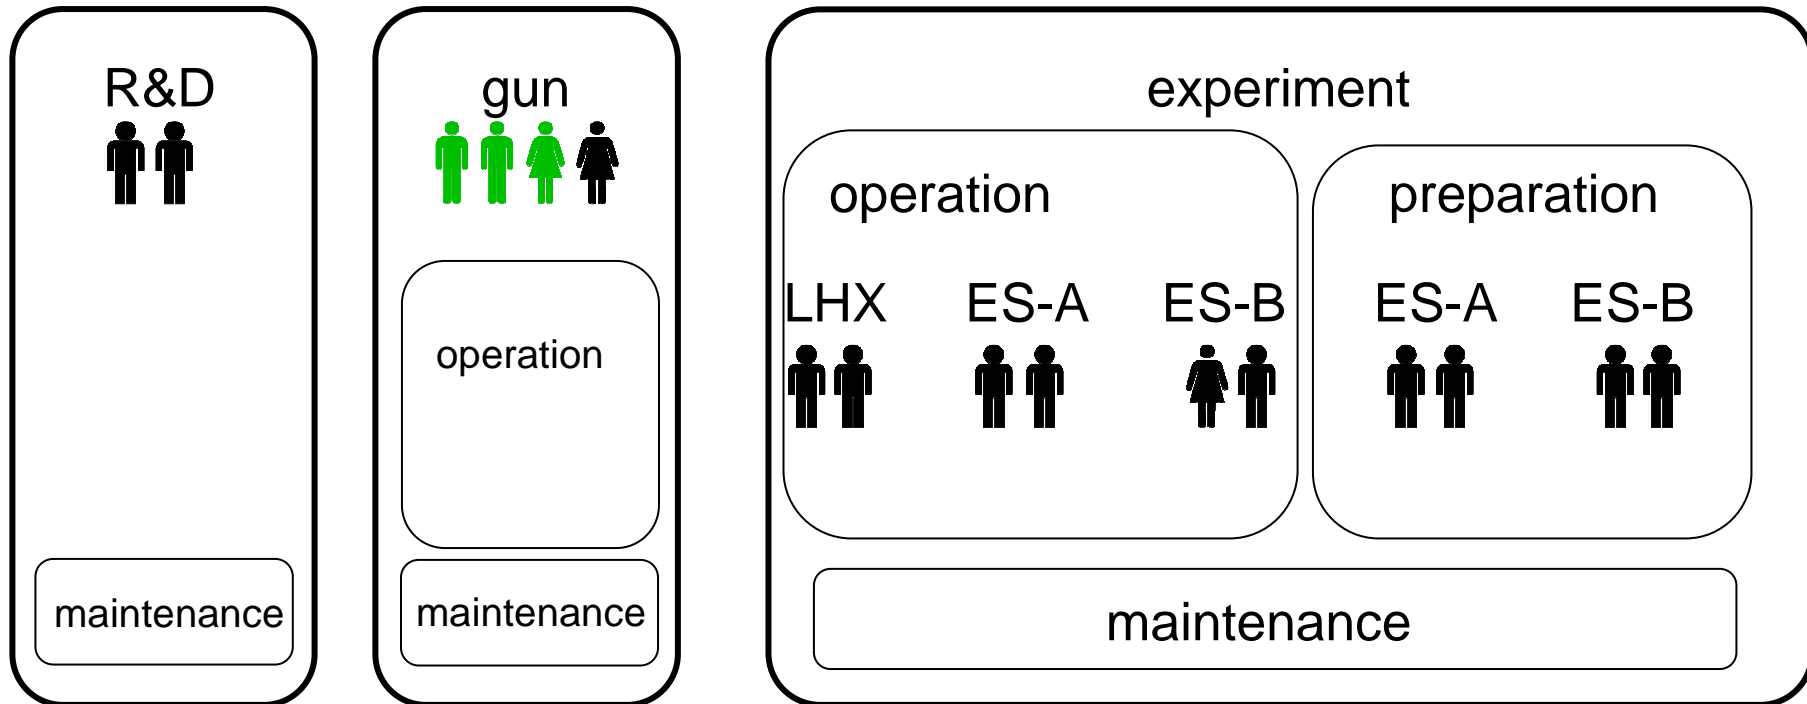 R&D
maintenance
gun
operation
maintenance
experiment
operation
LHX ES-A ES-B
preparation
ES-A ES-B
maintenance